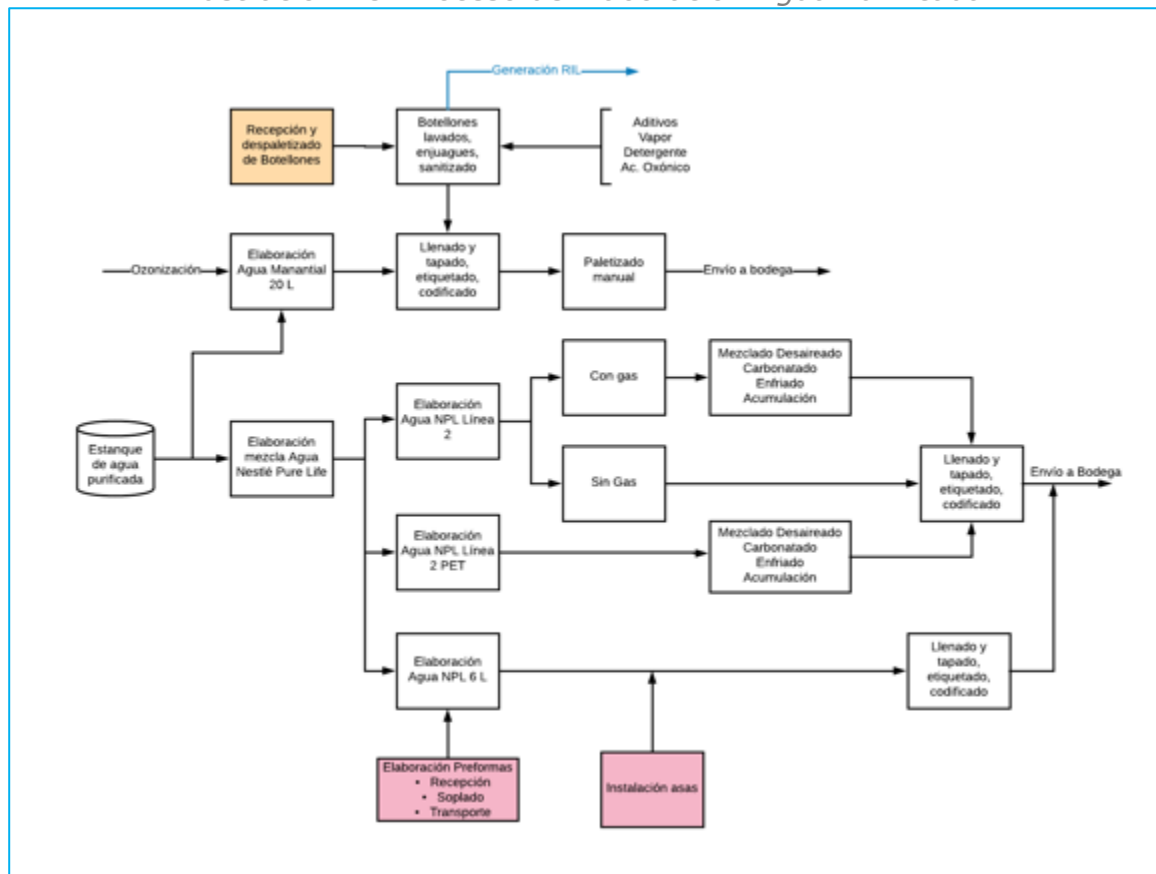 Generación RIL
Recepción y
despaletizado
de Botellones
Botellones
lavados,
enjuagues,
sanitizado
Aditivos
Vapor
Detergente
Ac. Oxónico
Ozonización
Elaboración
Agua Manantial
20 L
Llenado y
tapado,
etiquetado,
codificado
Paletizado
manual
Envío a bodega
Estanque
de agua
purificada
Elaboración
mezcla Agua
Nestlé Pure Life
Elaboración
Agua NPL Línea
2
Con gas
Mezclado Desaireado
Carbonatado
Enfriado
Acumulación
Sin Gas
Llenado y
tapado,
etiquetado,
codificado
Envío a Bodega
Elaboración
Agua NPL Línea
2 PET
Mezclado Desaireado
Carbonatado
Enfriado
Acumulación
Elaboración
Agua NPL 6 L
Llenado y
tapado,
etiquetado,
codificado
Elaboración Preformas
• Recepción
• Soplado
• Transporte
Instalación asas